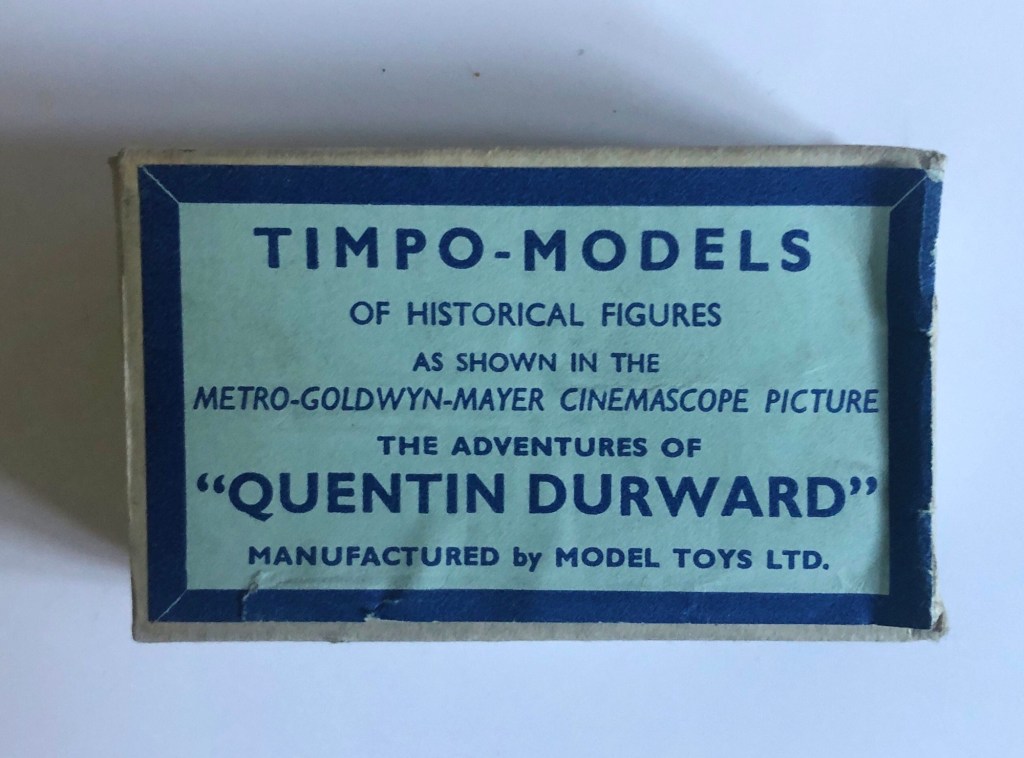 TIMPO-MODELS
OF HISTORICAL FIGURES
AS SHOWN IN THE
METRO-GOLDWYN-MAYER CINEMASCOPE PICTURE
THE ADVENTURES OF
“QUENTIN DURWARD”
MANUFACTURED by MODEL TOYS LTD.